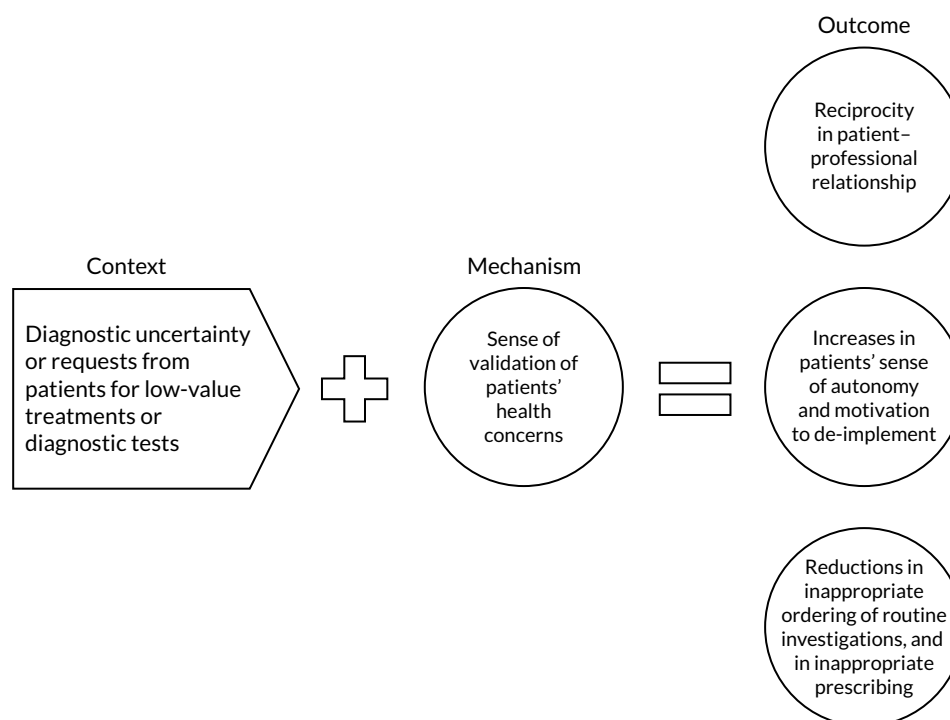 Outcome
Reciprocity
in patient–
professional
relationship
Context
Diagnostic uncertainty
or requests from
patients for low-value
treatments or
diagnostic tests
Mechanism
Sense of
validation of
patients’
health
concerns
Increases in
patients’ sense
of autonomy
and motivation
to de-implement
Reductions in
inappropriate
ordering of routine
investigations, and
in inappropriate
prescribing